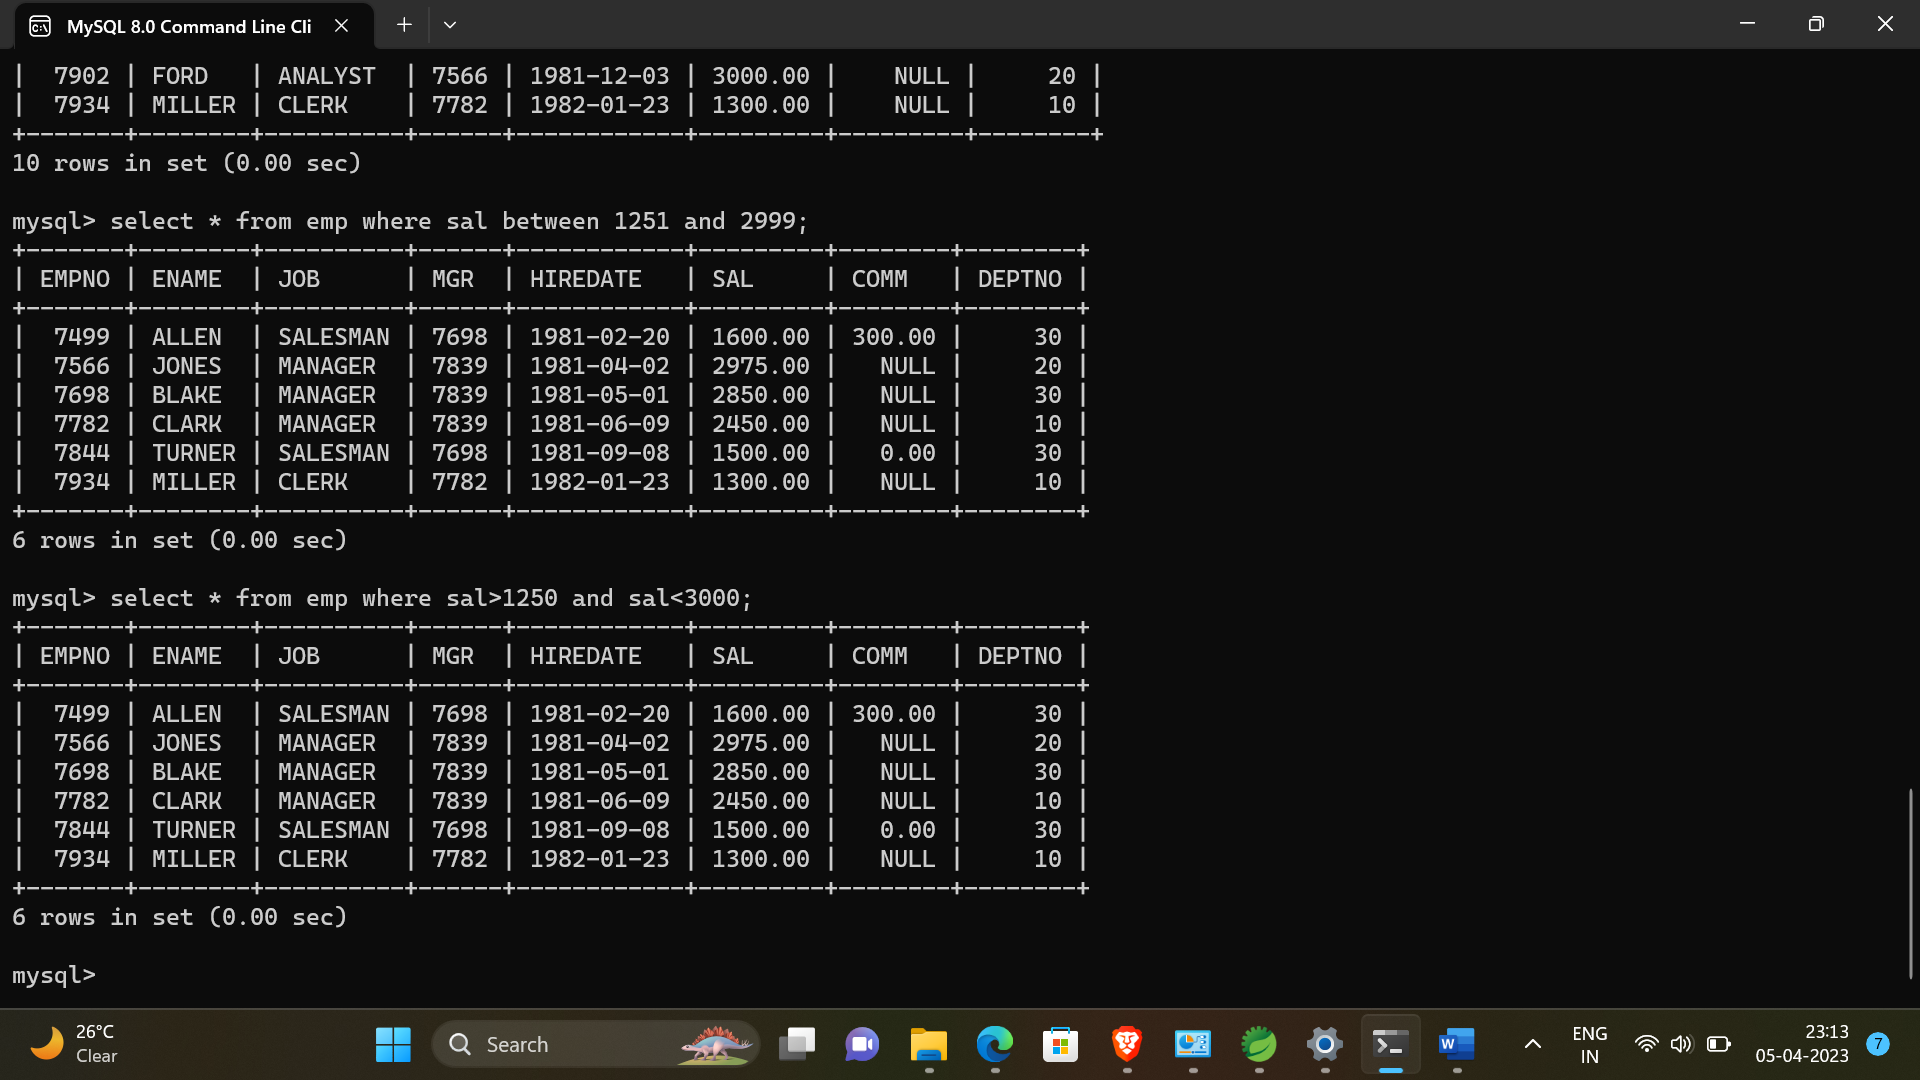 MySQL 8.0 Command Line Cli
|  7902 | FORD   | ANALYST  | 7566 | 1981-12-03 | 3000.00 |    NULL |     20 |
|  7934 | MILLER | CLERK    | 7782 | 1982-01-23 | 1300.00 |    NULL |     10 |
+-------+--------+----------+------+------------+---------+---------+--------+
10 rows in set (0.00 sec)
mysql> select * from emp where sal between 1251 and 2999;
+-------+--------+----------+------+------------+---------+--------+--------+
| EMPNO | ENAME  | JOB      | MGR  | HIREDATE   | SAL     | COMM   | DEPTNO |
+-------+--------+----------+------+------------+---------+--------+--------+
|  7499 | ALLEN  | SALESMAN | 7698 | 1981-02-20 | 1600.00 | 300.00 |     30 |
|  7566 | JONES  | MANAGER  | 7839 | 1981-04-02 | 2975.00 |   NULL |     20 |
|  7698 | BLAKE  | MANAGER  | 7839 | 1981-05-01 | 2850.00 |   NULL |     30 |
|  7782 | CLARK  | MANAGER  | 7839 | 1981-06-09 | 2450.00 |   NULL |     10 |
|  7844 | TURNER | SALESMAN | 7698 | 1981-09-08 | 1500.00 |   0.00 |     30 |
|  7934 | MILLER | CLERK    | 7782 | 1982-01-23 | 1300.00 |   NULL |     10 |
+-------+--------+----------+------+------------+---------+--------+--------+
6 rows in set (0.00 sec)
mysql> select * from emp where sal>1250 and sal<3000;
+-------+--------+----------+------+------------+---------+--------+--------+
| EMPNO | ENAME  | JOB      | MGR  | HIREDATE   | SAL     | COMM   | DEPTNO |
+-------+--------+----------+------+------------+---------+--------+--------+
|  7499 | ALLEN  | SALESMAN | 7698 | 1981-02-20 | 1600.00 | 300.00 |     30 |
|  7566 | JONES  | MANAGER  | 7839 | 1981-04-02 | 2975.00 |   NULL |     20 |
|  7698 | BLAKE  | MANAGER  | 7839 | 1981-05-01 | 2850.00 |   NULL |     30 |
|  7782 | CLARK  | MANAGER  | 7839 | 1981-06-09 | 2450.00 |   NULL |     10 |
|  7844 | TURNER | SALESMAN | 7698 | 1981-09-08 | 1500.00 |   0.00 |     30 |
|  7934 | MILLER | CLERK    | 7782 | 1982-01-23 | 1300.00 |   NULL |     10 |
+-------+--------+----------+------+------------+---------+--------+--------+
6 rows in set (0.00 sec)
mysql>
26°C
Clear
Search
ENG
IN
23:13
05-04-2023
7